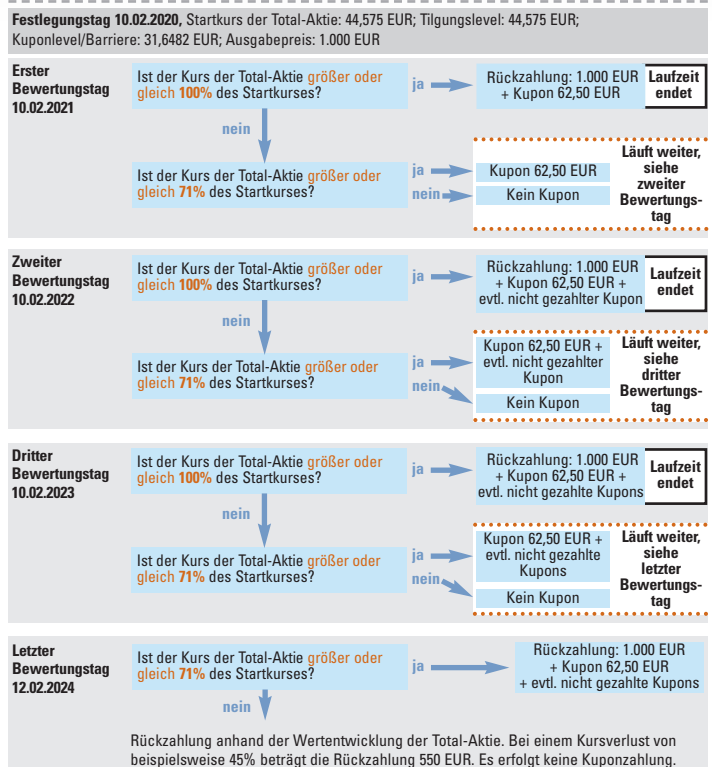 Festlegungstag 10.02.2020, Startkurs der Total-Aktie: 44,575 EUR; Tilgungslevel: 44,575 EUR;
Kuponlevel/Barriere: 31,6482 EUR; Ausgabepreis: 1.000 EUR
Erster
Bewertungstag
10.02.2021
Ist der Kurs der Total-Aktie größer oder
gleich 100% des Startkurses?
ja
Rückzahlung: 1.000 EUR
+ Kupon 62,50 EUR
Laufzeit
endet
nein
Ist der Kurs der Total-Aktie größer oder
gleich 71% des Startkurses?
ja
nein
Kupon 62,50 EUR
Kein Kupon
Läuft weiter,
siehe
zweiter
Bewertungs-
tag
Zweiter
Bewertungstag
10.02.2022
Ist der Kurs der Total-Aktie größer oder
gleich 100% des Startkurses?
ja
Rückzahlung: 1.000 EUR
+ Kupon 62,50 EUR +
evtl. nicht gezahlter Kupon
Laufzeit
endet
nein
Ist der Kurs der Total-Aktie größer oder
gleich 71% des Startkurses?
ja
nein
Kupon 62,50 EUR +
evtl. nicht gezahlter
Kupon
Kein Kupon
Läuft weiter,
siehe
dritter
Bewertungs-
tag
Dritter
Bewertungstag
10.02.2023
Ist der Kurs der Total-Aktie größer oder
gleich 100% des Startkurses?
ja
Rückzahlung: 1.000 EUR
+ Kupon 62,50 EUR +
evtl. nicht gezahlte Kupons
Laufzeit
endet
nein
Ist der Kurs der Total-Aktie größer oder
gleich 71% des Startkurses?
ja
nein
Kupon 62,50 EUR +
evtl. nicht gezahlte
Kupons
Kein Kupon
Läuft weiter,
siehe
letzter
Bewertungs-
tag
Letzter
Bewertungstag
12.02.2024
Ist der Kurs der Total-Aktie größer oder
gleich 71% des Startkurses?
ja
Rückzahlung: 1.000 EUR
+ Kupon 62,50 EUR
+ evtl. nicht gezahlte Kupons
nein
Rückzahlung anhand der Wertentwicklung der Total-Aktie. Bei einem Kursverlust von
beispielsweise 45% beträgt die Rückzahlung 550 EUR. Es erfolgt keine Kuponzahlung.